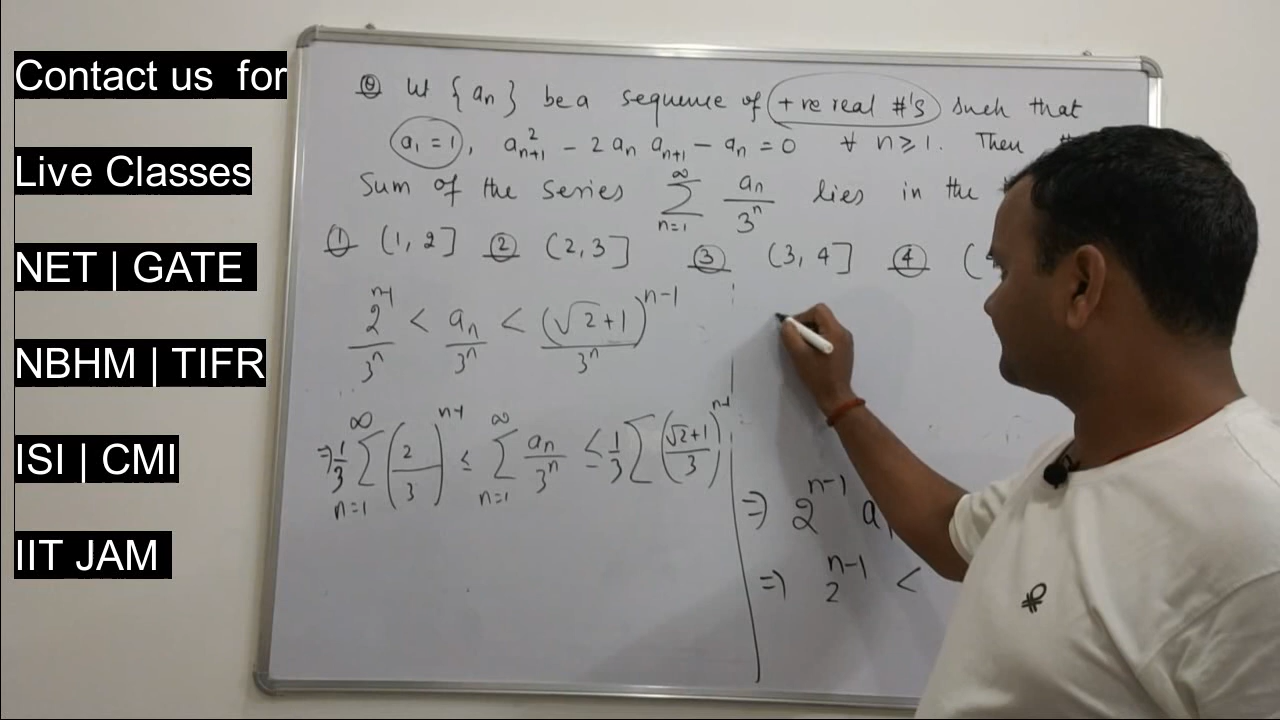 Contact us for
Live Classes
NET | GATE
NBHM | TIFR
ISI | CMI
IIT JAM
Q Let {aₙ} be a sequence of +ve real #'s such that
a₁ = 1, aₙ₊₁² − 2 aₙ aₙ₊₁ − aₙ = 0 ∀ n ≥ 1. Then
Sum of the series ∑_{n=1}^{∞} aₙ/3ⁿ lies in the
① (1, 2] ② (2, 3] ③ (3, 4] ④ (
2ⁿ⁻¹/3ⁿ < aₙ/3ⁿ < (√2+1)ⁿ⁻¹/3ⁿ
⇒ 1/3 ∑_{n=1}^{∞} (2/3)ⁿ⁻¹ ≤ ∑_{n=1}^{∞} aₙ/3ⁿ ≤ 1/3 ∑ ((√2+1)/3)ⁿ⁻¹
⇒ 2ⁿ⁻¹ a
⇒ 2ⁿ⁻¹ <